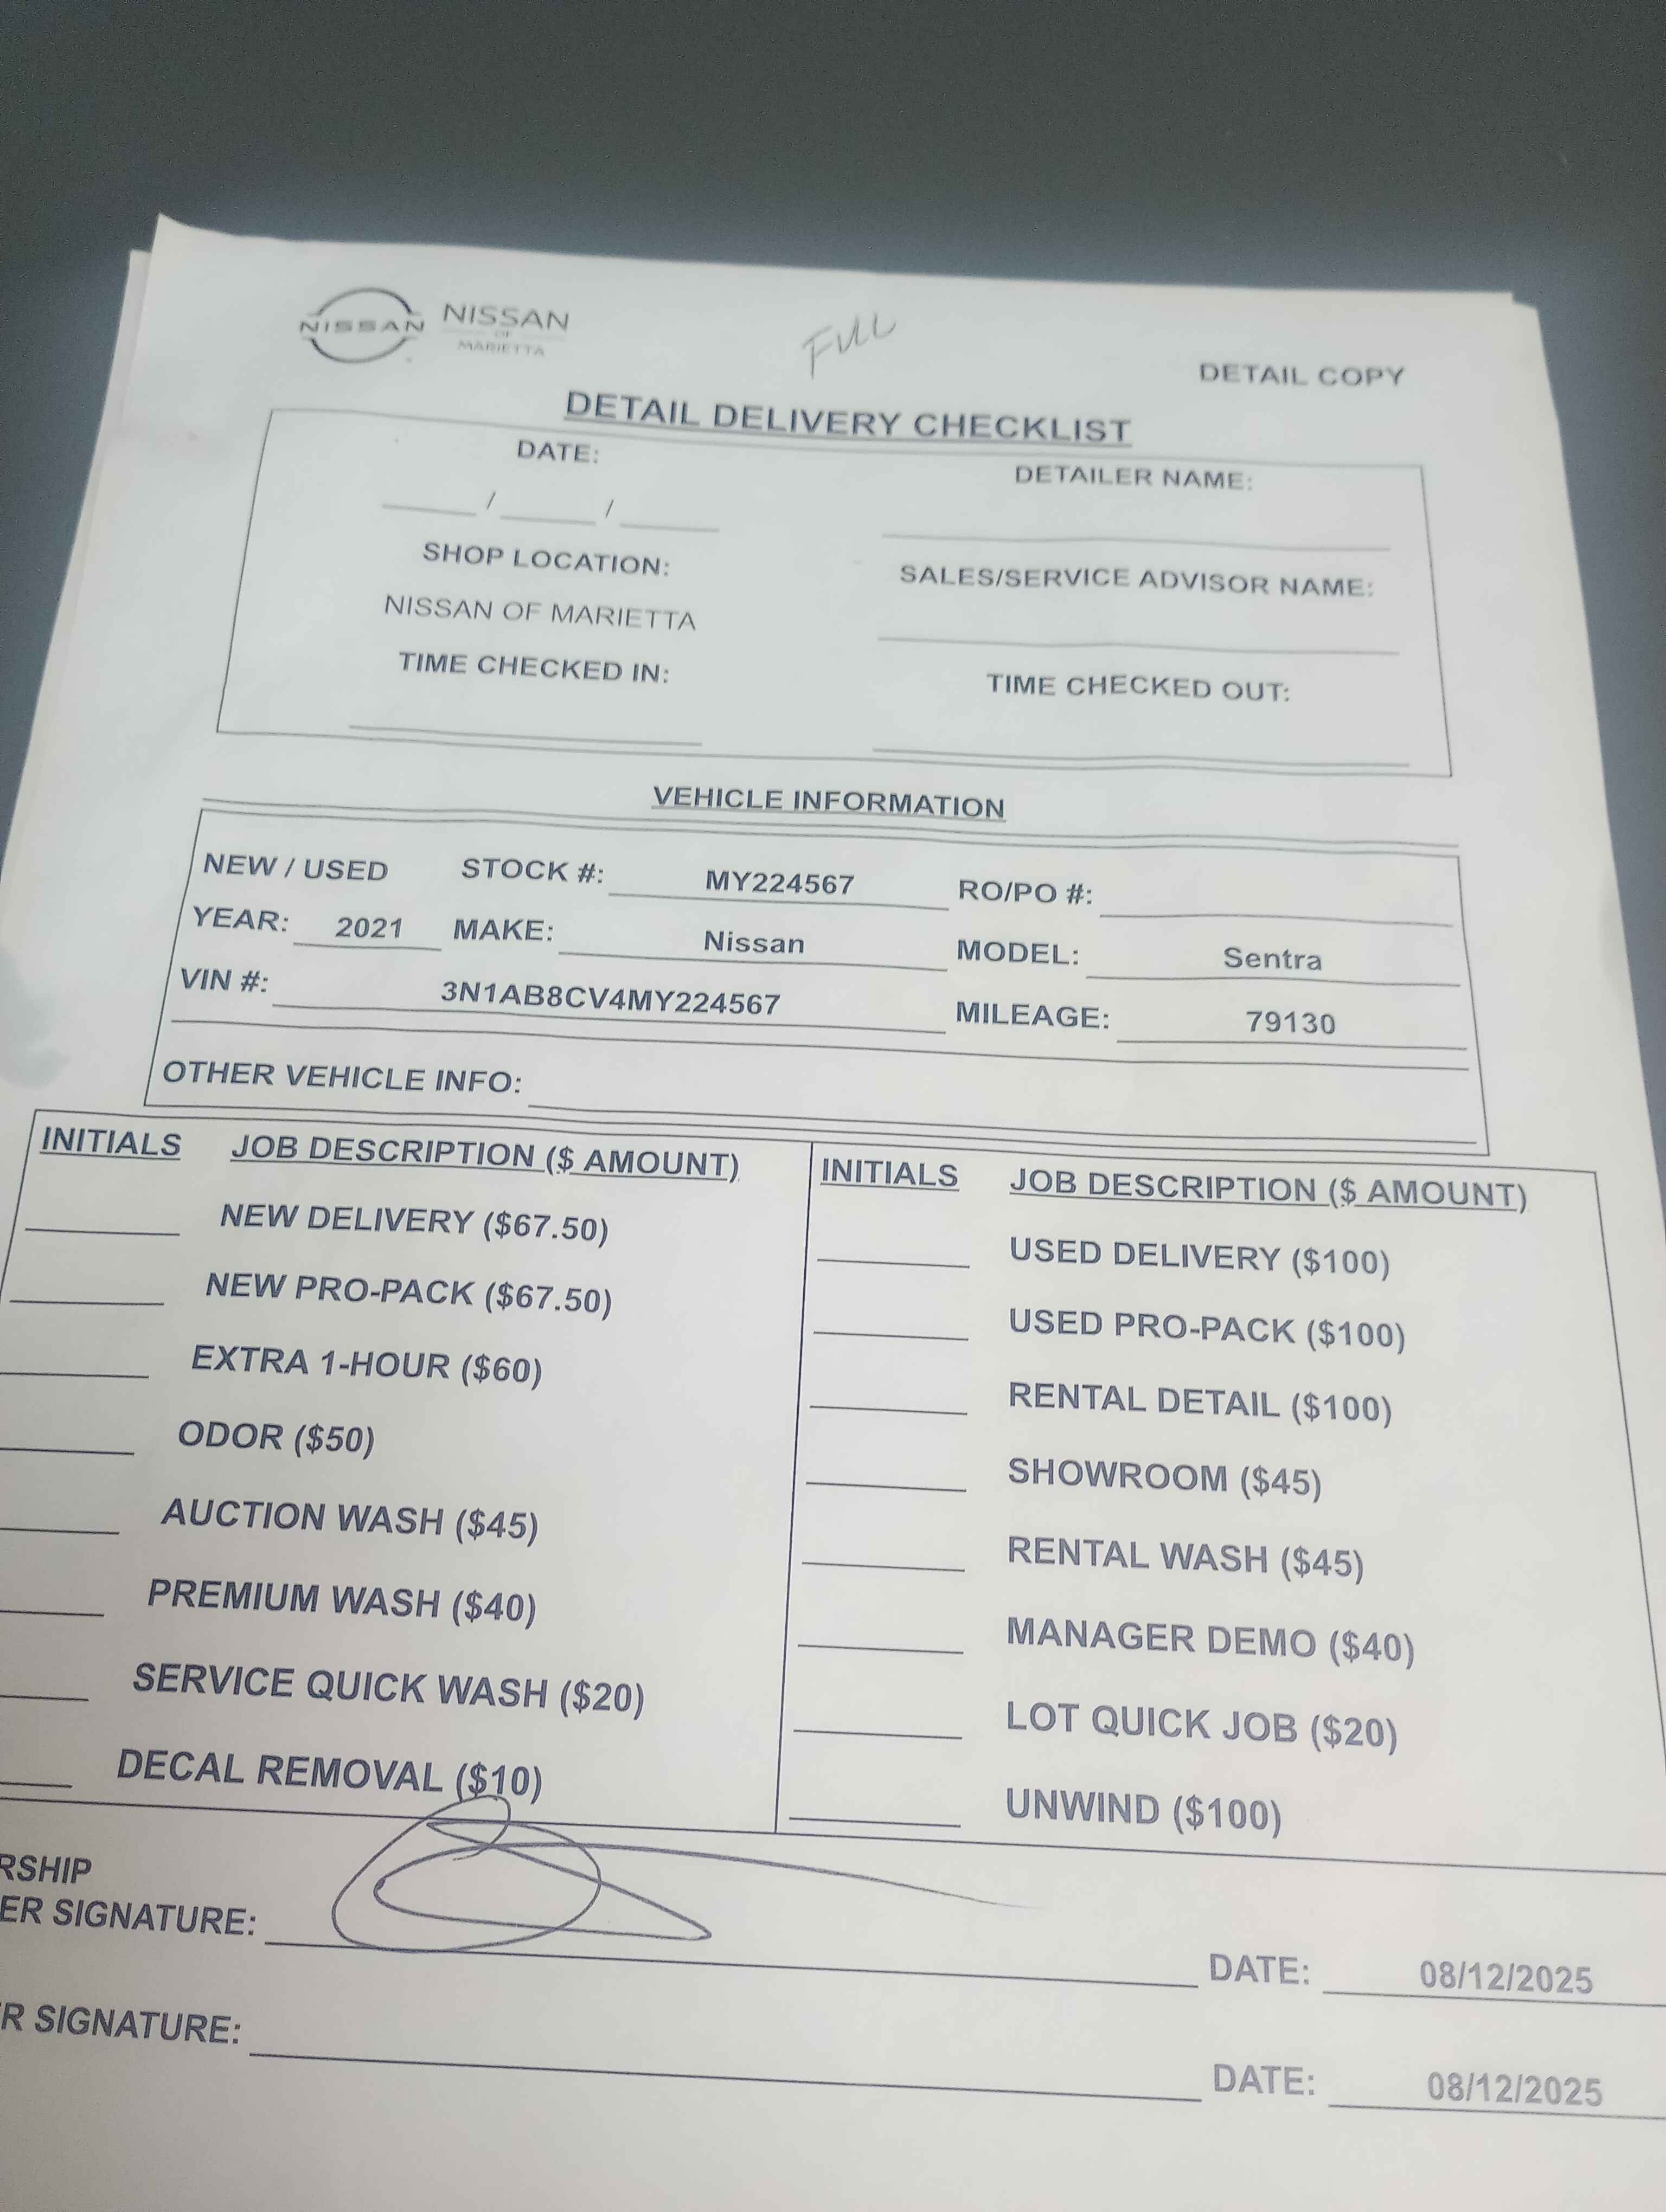 NISSAN NISSAN
OF
MARIETTA
FULL
DETAIL COPY
DETAIL DELIVERY CHECKLIST
DATE: DETAILER NAME:
/ /
SHOP LOCATION: SALES/SERVICE ADVISOR NAME:
NISSAN OF MARIETTA
TIME CHECKED IN: TIME CHECKED OUT:
VEHICLE INFORMATION
NEW / USED STOCK #: MY224567 RO/PO #:
YEAR: 2021 MAKE: Nissan MODEL: Sentra
VIN #: 3N1AB8CV4MY224567 MILEAGE: 79130
OTHER VEHICLE INFO:
INITIALS JOB DESCRIPTION ($ AMOUNT) INITIALS JOB DESCRIPTION ($ AMOUNT)
NEW DELIVERY ($67.50) USED DELIVERY ($100)
NEW PRO-PACK ($67.50) USED PRO-PACK ($100)
EXTRA 1-HOUR ($60) RENTAL DETAIL ($100)
ODOR ($50) SHOWROOM ($45)
AUCTION WASH ($45) RENTAL WASH ($45)
PREMIUM WASH ($40) MANAGER DEMO ($40)
SERVICE QUICK WASH ($20) LOT QUICK JOB ($20)
DECAL REMOVAL ($10) UNWIND ($100)
RSHIP
ER SIGNATURE: DATE: 08/12/2025
R SIGNATURE: DATE: 08/12/2025